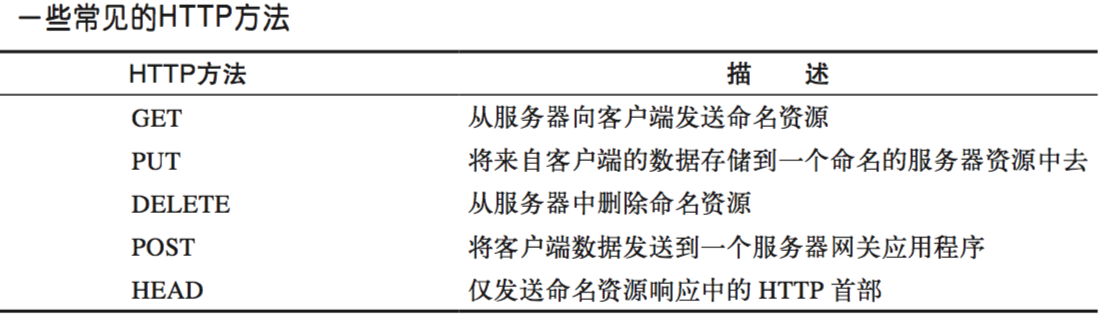 一些常见的HTTP方法
HTTP方法 描 述
GET 从服务器向客户端发送命名资源
PUT 将来自客户端的数据存储到一个命名的服务器资源中去
DELETE 从服务器中删除命名资源
POST 将客户端数据发送到一个服务器网关应用程序
HEAD 仅发送命名资源响应中的 HTTP 首部